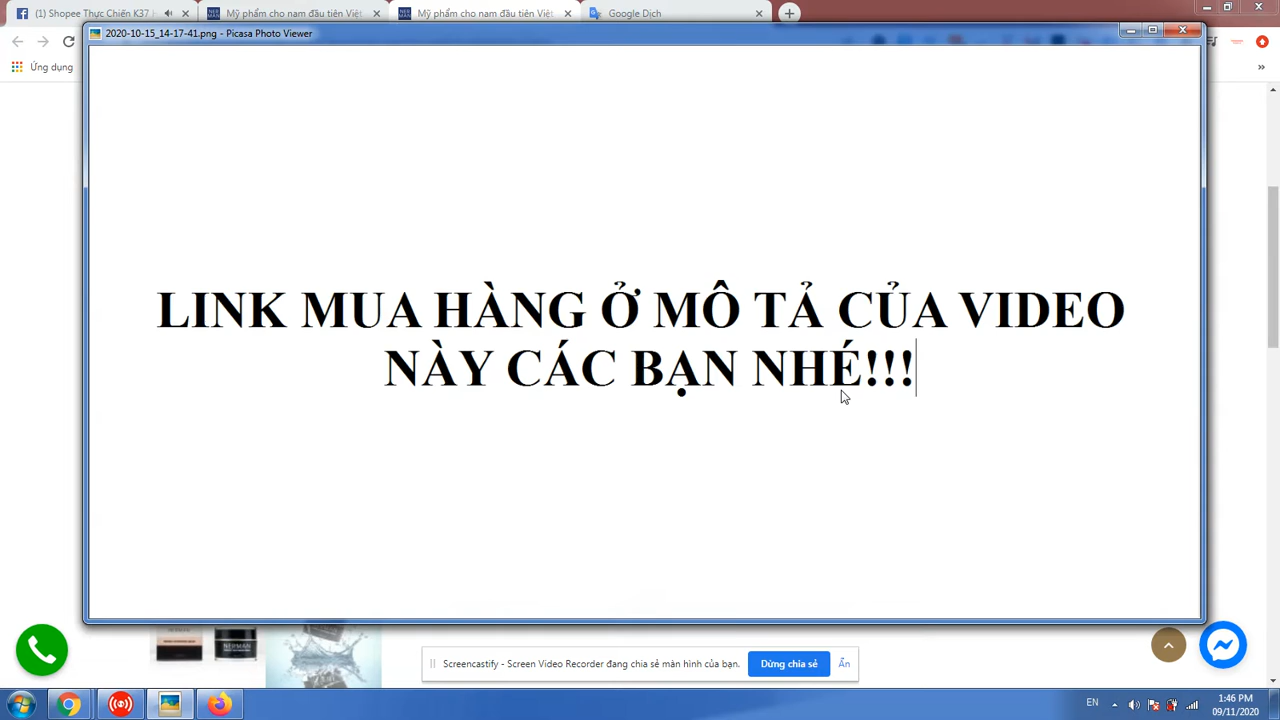 (1) Shopee Thực Chiến K37
Mỹ phẩm cho nam đầu tiên Việt
Mỹ phẩm cho nam đầu tiên Việt
Google Dịch
2020-10-15_14-17-41.png - Picasa Photo Viewer
Ứng dụng
LINK MUA HÀNG Ở MÔ TẢ CỦA VIDEO
NÀY CÁC BẠN NHÉ!!!
NERMAN
Screencastify - Screen Video Recorder đang chia sẻ màn hình của bạn.
Dừng chia sẻ
Ẩn
EN
1:46 PM
09/11/2020